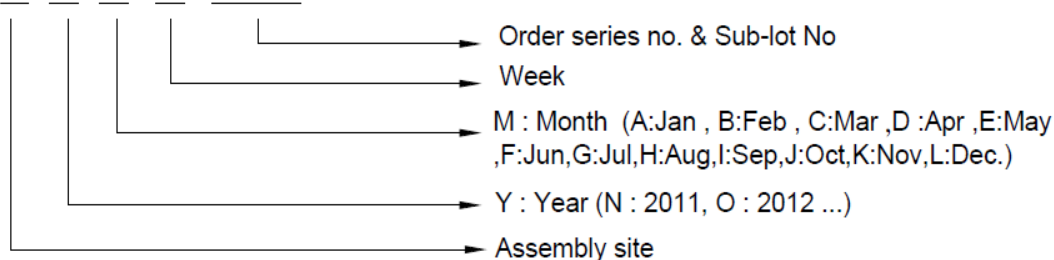 Order series no. & Sub-lot No
Week
M : Month (A:Jan , B:Feb , C:Mar ,D :Apr ,E:May
,F:Jun,G:Jul,H:Aug,I:Sep,J:Oct,K:Nov,L:Dec.)
Y : Year (N : 2011, O : 2012 ...)
Assembly site